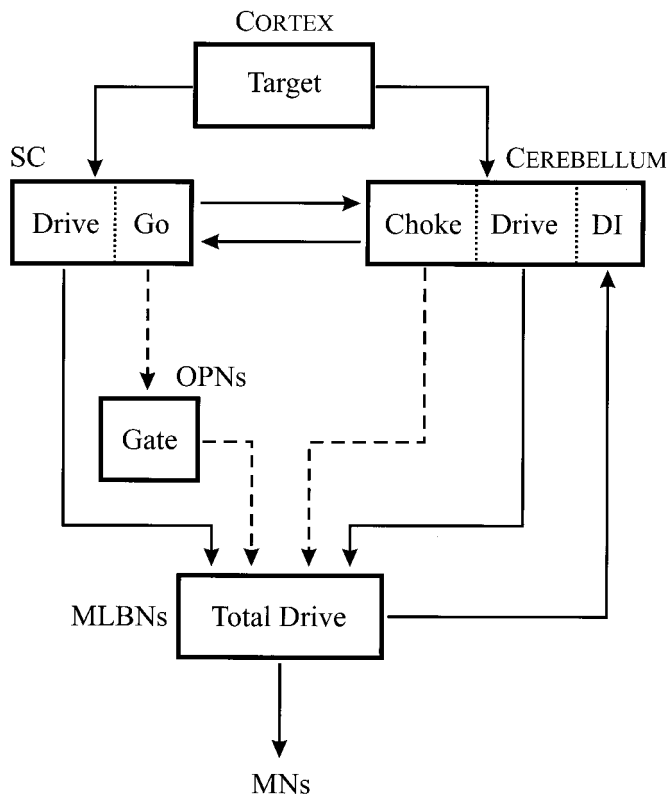 CORTEX
Target
SC
CEREBELLUM
Drive
Go
Choke
Drive
DI
OPNs
Gate
MLBNs
Total Drive
MNs